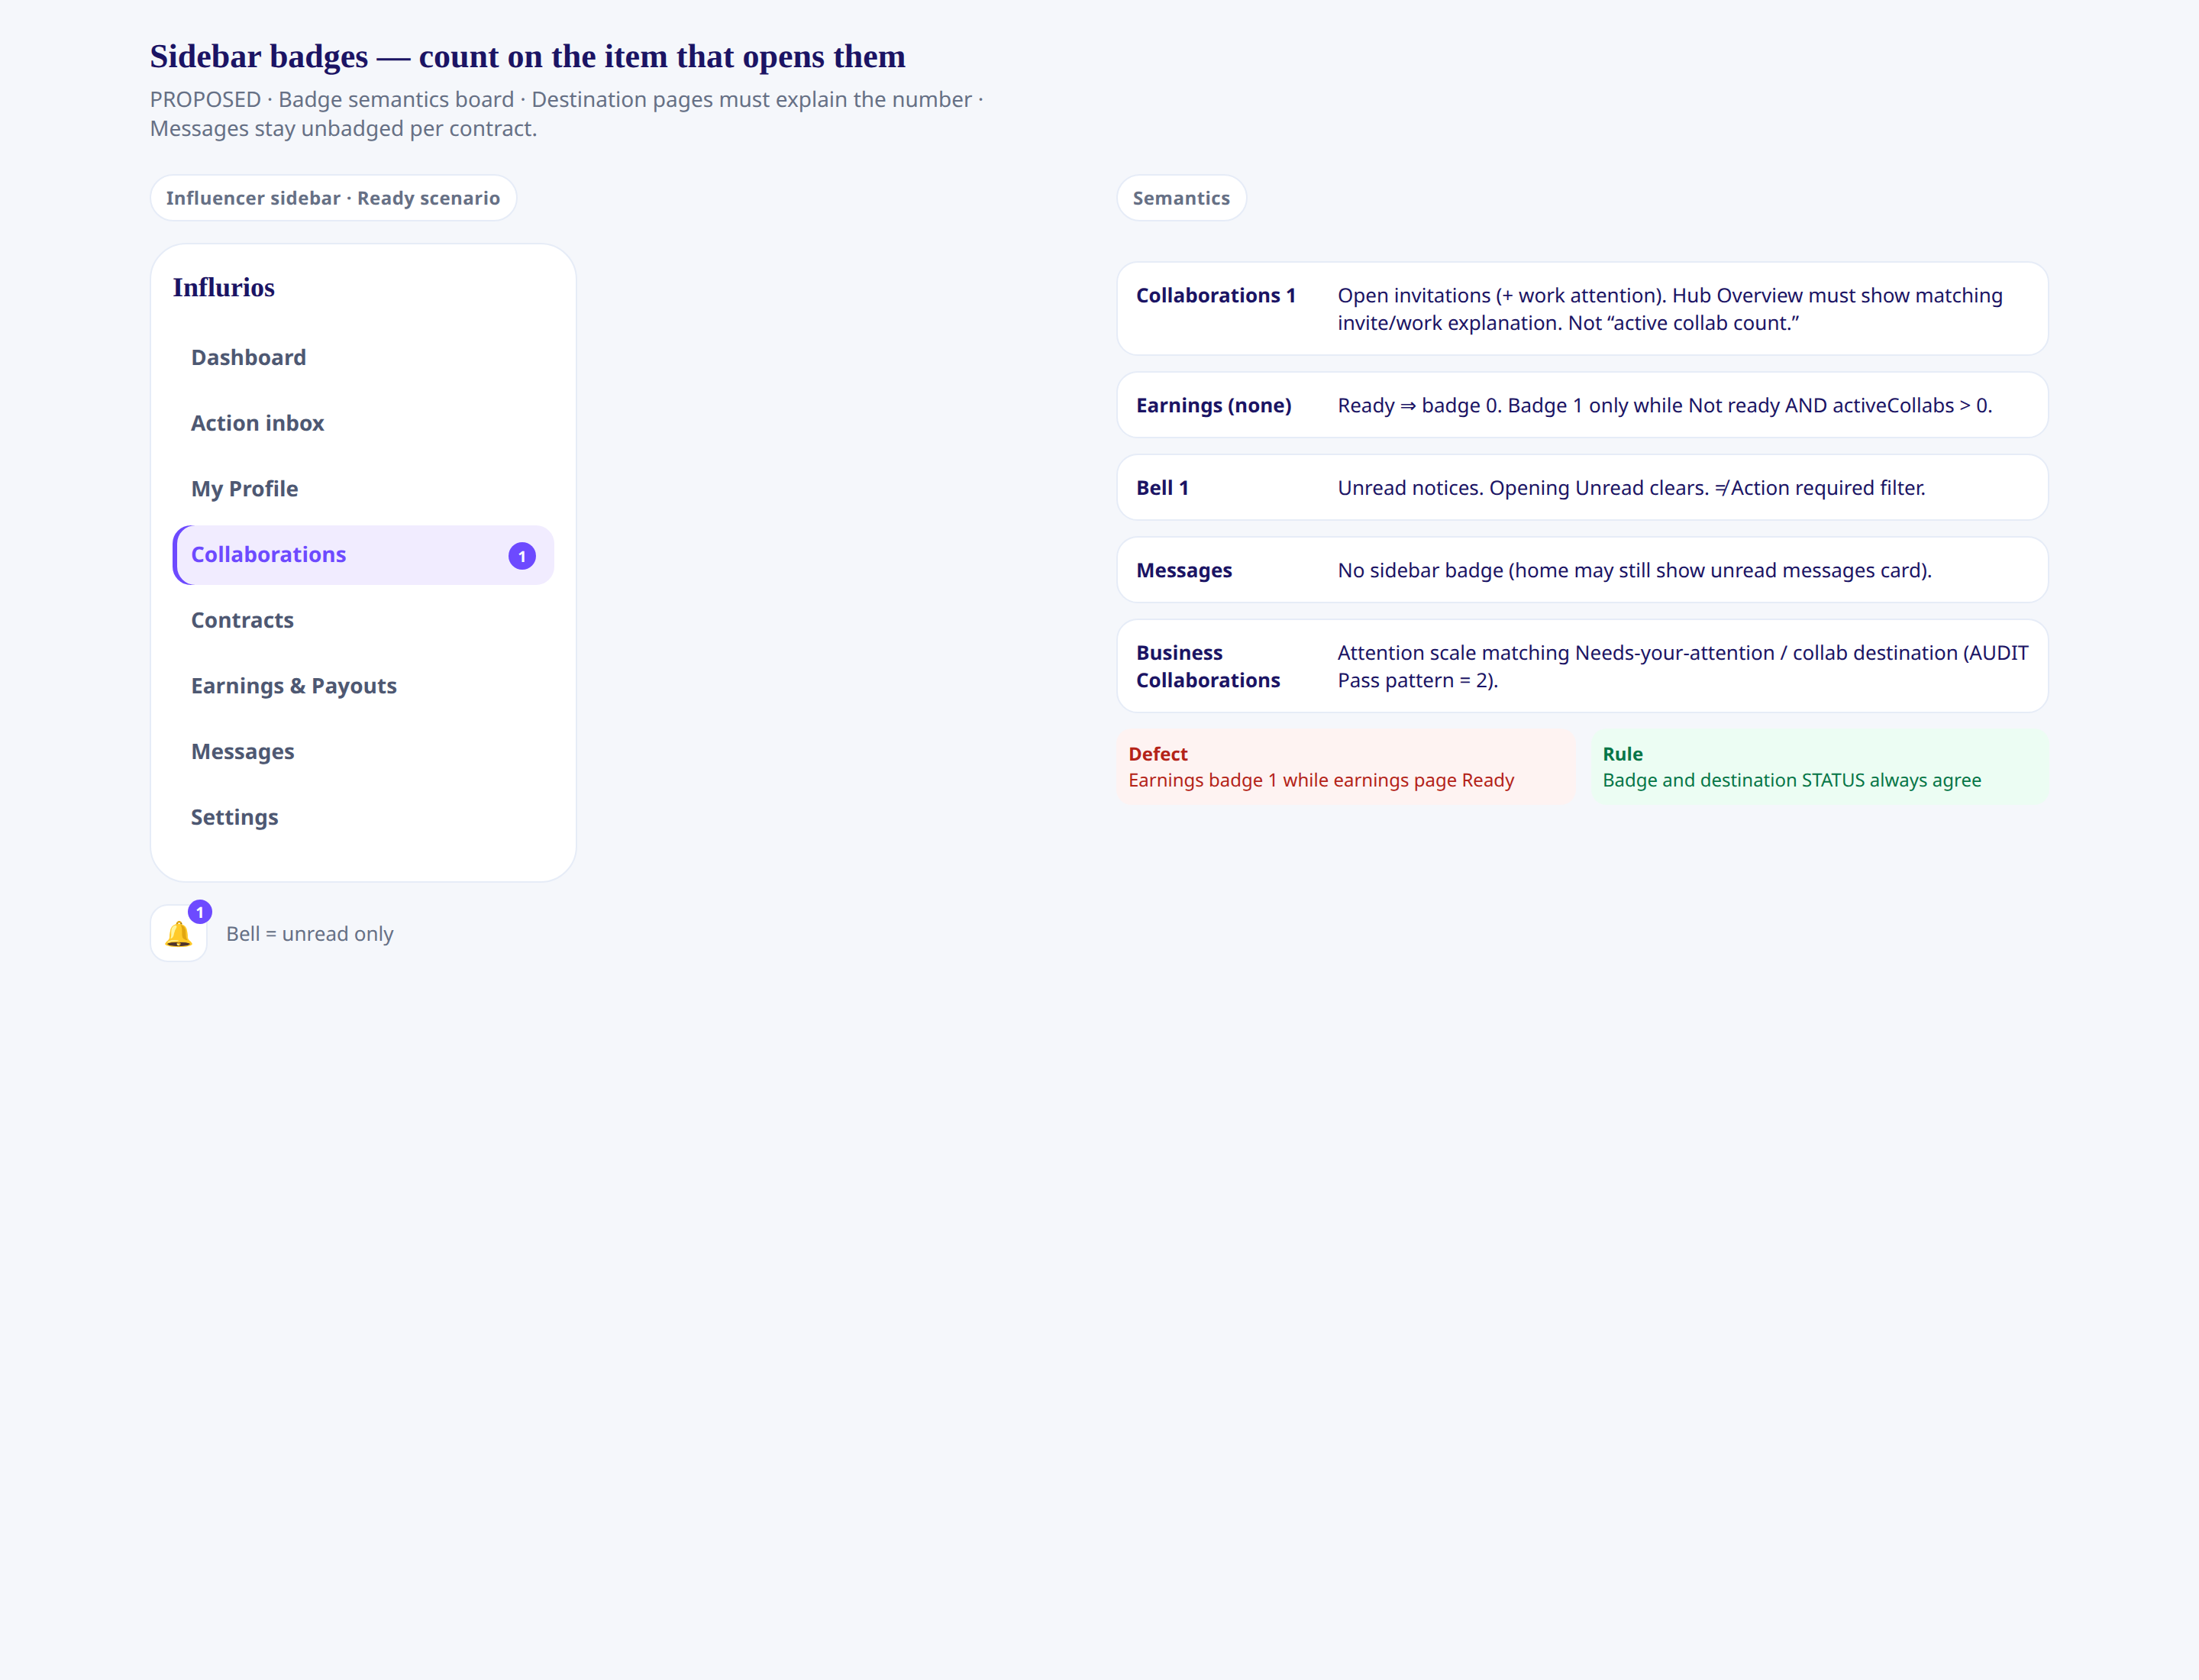 Sidebar badges — count on the item that opens them
PROPOSED · Badge semantics board · Destination pages must explain the number ·
Messages stay unbadged per contract.
Influencer sidebar · Ready scenario
Influrios
Dashboard
Action inbox
My Profile
Collaborations 1
Contracts
Earnings & Payouts
Messages
Settings
1
Bell = unread only
Semantics
Collaborations 1 Open invitations (+ work attention). Hub Overview must show matching
invite/work explanation. Not “active collab count.”
Earnings (none) Ready ⇒ badge 0. Badge 1 only while Not ready AND activeCollabs > 0.
Bell 1 Unread notices. Opening Unread clears. ≠ Action required filter.
Messages No sidebar badge (home may still show unread messages card).
Business Attention scale matching Needs-your-attention / collab destination (AUDIT
Collaborations Pass pattern = 2).
Defect
Earnings badge 1 while earnings page Ready
Rule
Badge and destination STATUS always agree